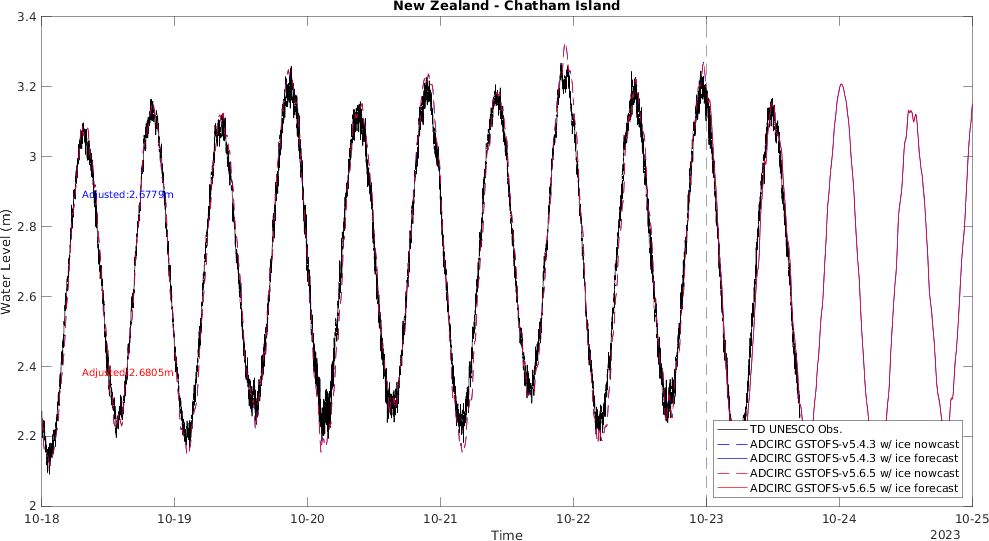 New Zealand - Chatham Island
Water Level (m)
3.4
3.2
3
2.8
2.6
2.4
2.2
2
Adjusted:2.6779m
Adjusted:2.6805m
TD UNESCO Obs.
ADCIRC GSTOFS-v5.4.3 w/ ice nowcast
ADCIRC GSTOFS-v5.4.3 w/ ice forecast
ADCIRC GSTOFS-v5.6.5 w/ ice nowcast
ADCIRC GSTOFS-v5.6.5 w/ ice forecast
10-18 10-19 10-20 10-21 10-22 10-23 10-24 10-25
Time
2023